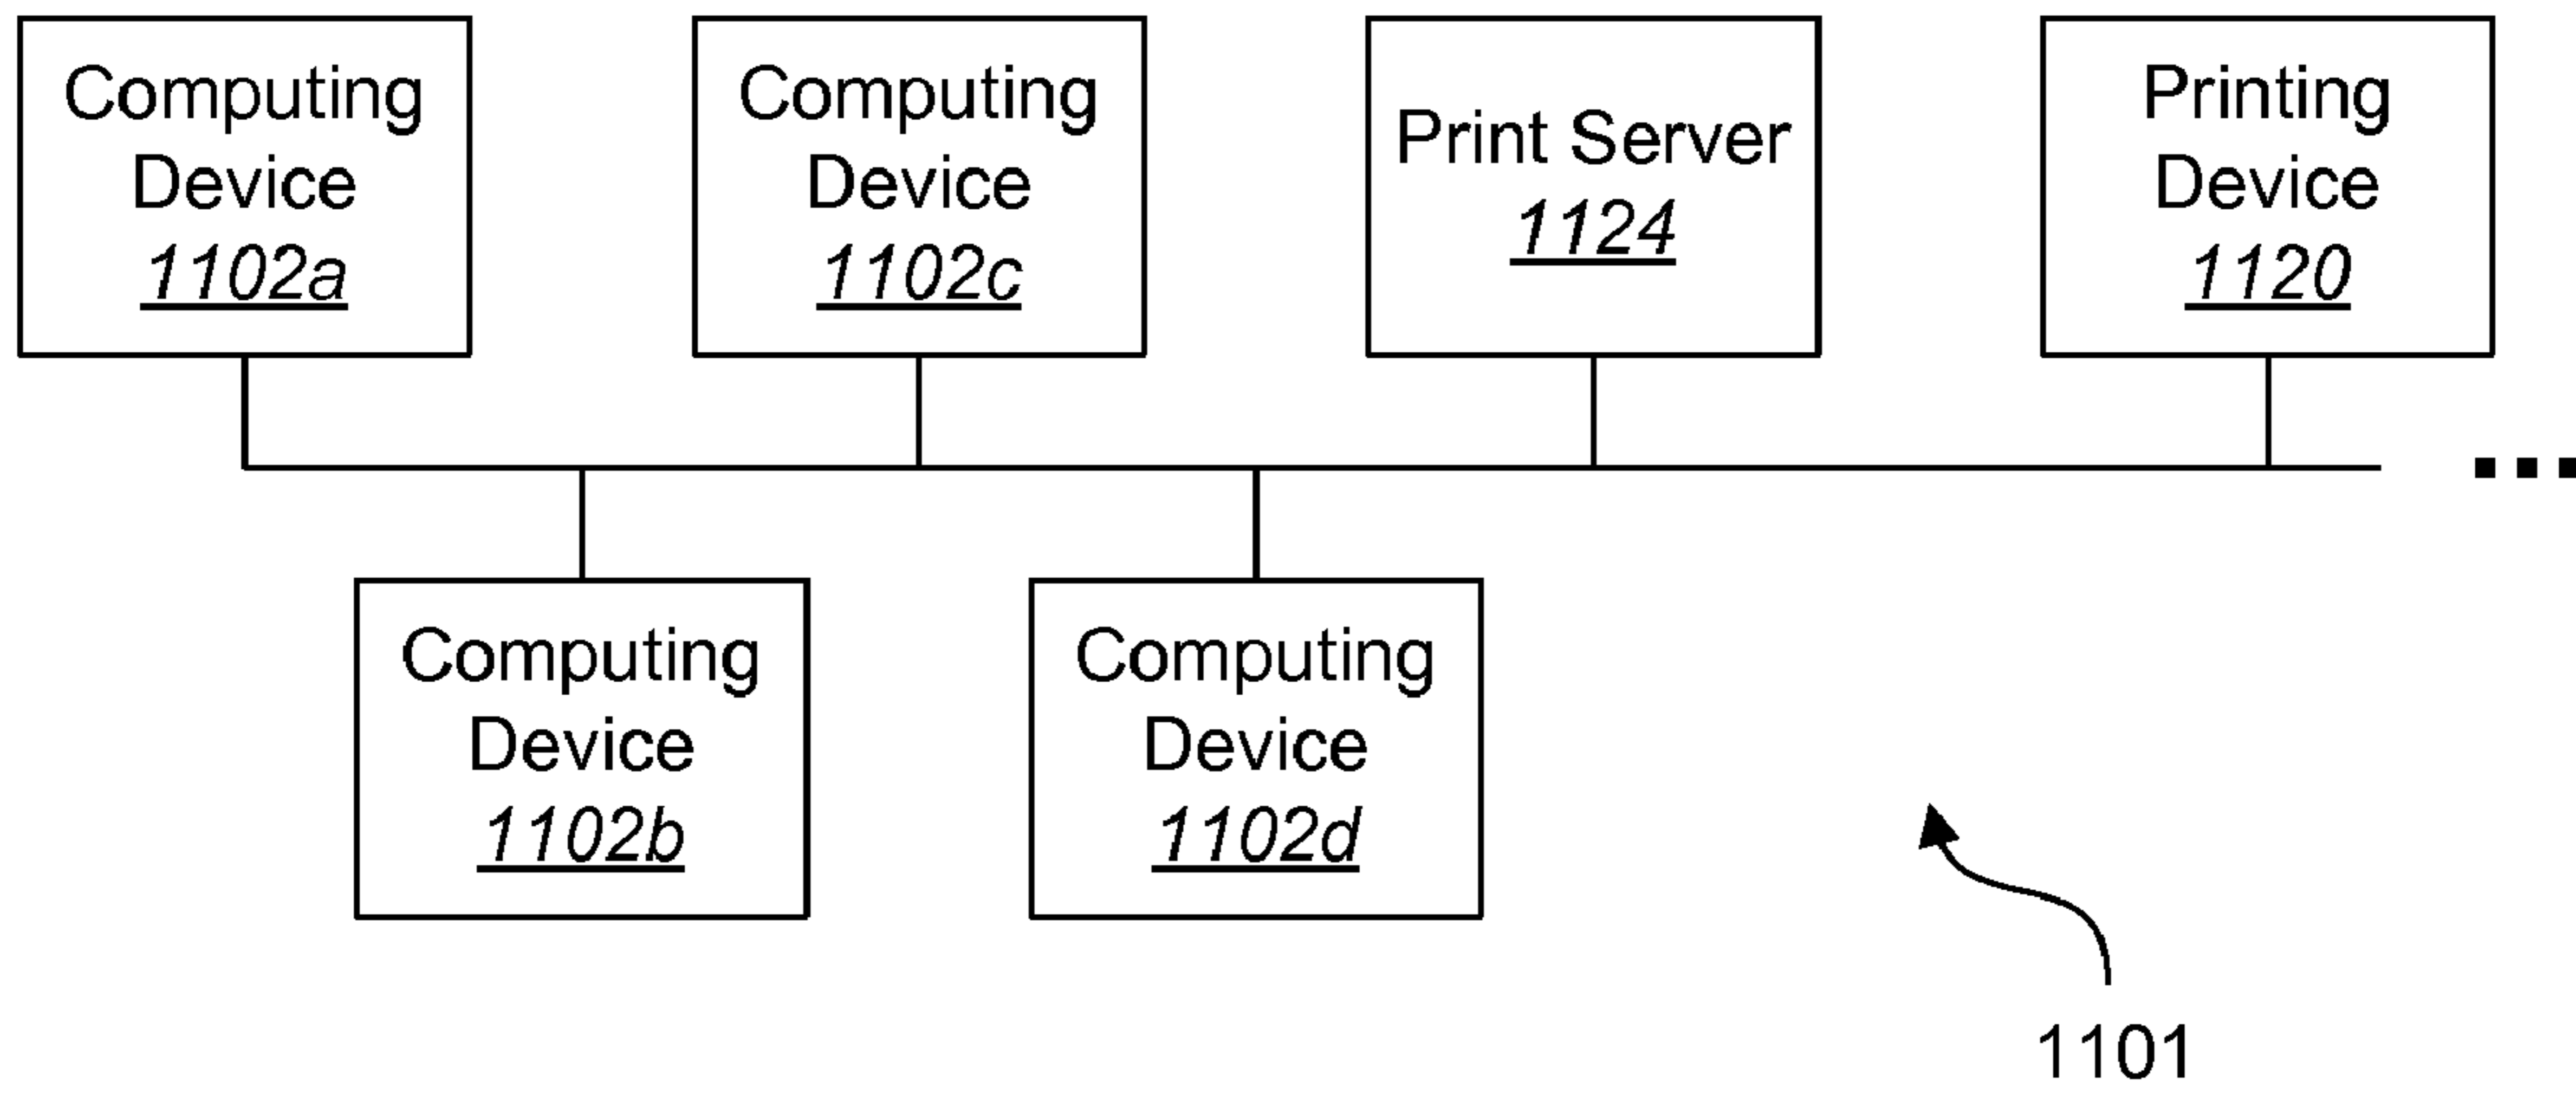 Computing
Device
1102a
Computing
Device
1102c
Print Server
1124
Printing
Device
1120
Computing
Device
1102b
Computing
Device
1102d
1101